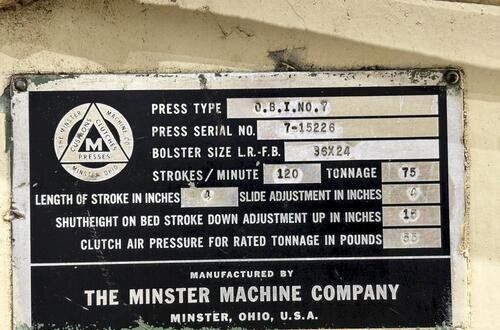 THE MINSTER MACHINE CO.
CUSHIONS CLUTCHES
M
PRESSES
MINSTER OHIO
PRESS TYPE O.B.I.NO.7
PRESS SERIAL NO. 7-15226
BOLSTER SIZE L.R.-F.B. 36X24
STROKES/MINUTE 120 TONNAGE 75
LENGTH OF STROKE IN INCHES 4 SLIDE ADJUSTMENT IN INCHES
SHUTHEIGHT ON BED STROKE DOWN ADJUSTMENT UP IN INCHES
CLUTCH AIR PRESSURE FOR RATED TONNAGE IN POUNDS
MANUFACTURED BY
THE MINSTER MACHINE COMPANY
MINSTER, OHIO, U.S.A.